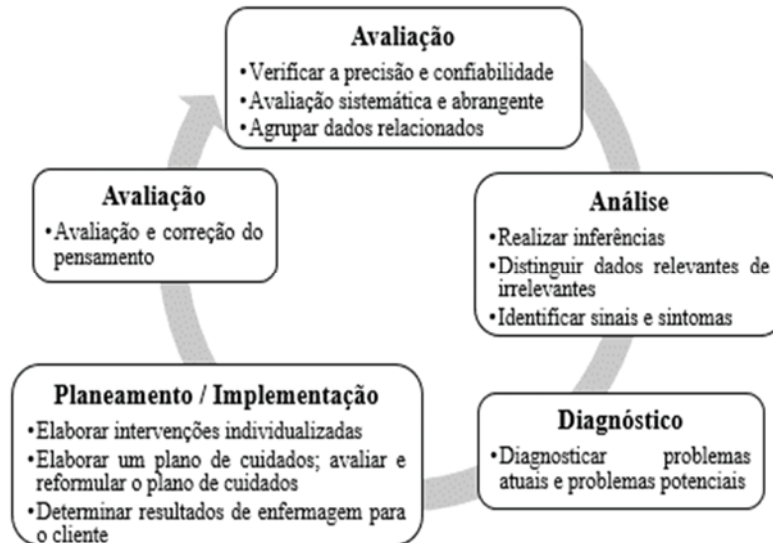 Avaliação
•Verificar a precisão e confiabilidade
•Avaliação sistemática e abrangente
•Agrupar dados relacionados
Análise
•Realizar inferências
•Distinguir dados relevantes de
irrelevantes
•Identificar sinais e sintomas
Diagnóstico
•Diagnosticar problemas
atuais e problemas potenciais
Planeamento / Implementação
•Elaborar intervenções individualizadas
•Elaborar um plano de cuidados; avaliar e
reformular o plano de cuidados
•Determinar resultados de enfermagem para
o cliente
Avaliação
•Avaliação e correção do
pensamento